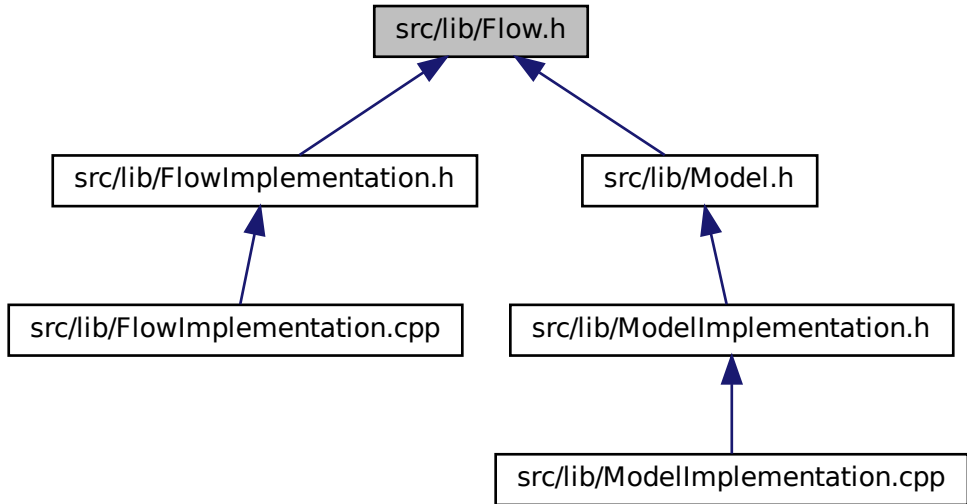 src/lib/Flow.h
src/lib/FlowImplementation.h
src/lib/Model.h
src/lib/FlowImplementation.cpp
src/lib/ModelImplementation.h
src/lib/ModelImplementation.cpp